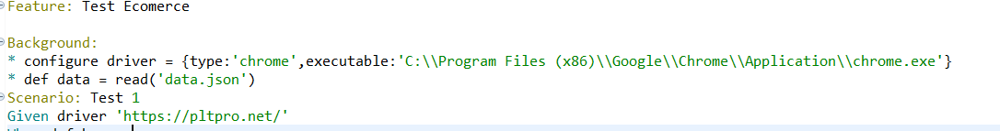 Feature: Test Ecomerce
Background:
* configure driver = {type:'chrome',executable:'C:\\Program Files (x86)\\Google\\Chrome\\Application\\chrome.exe'}
* def data = read('data.json')
Scenario: Test 1
Given driver 'https://pltpro.net/'